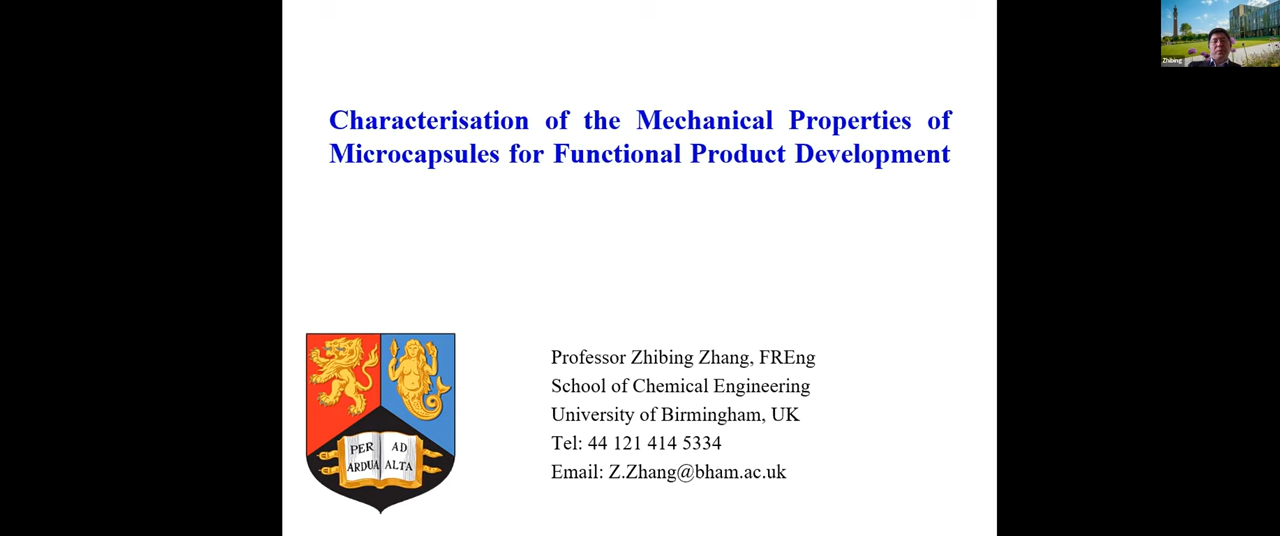 Zhibing
Characterisation of the Mechanical Properties of
Microcapsules for Functional Product Development
PER AD
ARDUA ALTA
Professor Zhibing Zhang, FREng
School of Chemical Engineering
University of Birmingham, UK
Tel: 44 121 414 5334
Email: Z.Zhang@bham.ac.uk